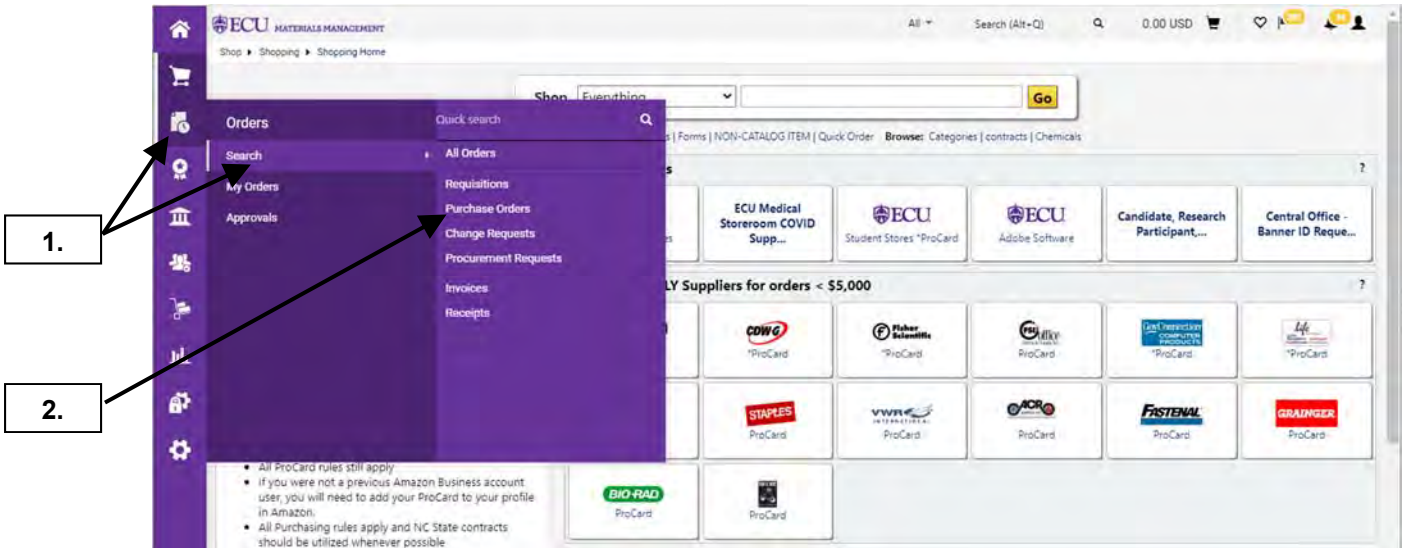 ECU MATERIALS MANAGEMENT
All
Search (Alt+Q)
0.00 USD
Shop ▸ Shopping ▸ Shopping Home
Shop Everything
Go
Forms | NON-CATALOG ITEM | Quick Order Browse: Categories | contracts | Chemicals
Orders
Quick search
Search
All Orders
My Orders
Requisitions
Approvals
Purchase Orders
Change Requests
Procurement Requests
Invoices
Receipts
1.
2.
?
ECU Medical
Storeroom COVID
Supp...
ECU
Student Stores *ProCard
ECU
Adobe Software
Candidate, Research
Participant,...
Central Office -
Banner ID Reque...
LY Suppliers for orders < $5,000
?
CDWG
*ProCard
Fisher Scientific
*ProCard
ProCard
GovConnection
COMPUTER
PRODUCTS
*ProCard
life
*ProCard
STAPLES
ProCard
VWR
INTERNATIONAL
ProCard
ACR
ProCard
FASTENAL
ProCard
GRAINGER
ProCard
BIO-RAD
ProCard
ProCard
• All ProCard rules still apply
• If you were not a previous Amazon Business account
user, you will need to add your ProCard to your profile
in Amazon.
• All Purchasing rules apply and NC State contracts
should be utilized whenever possible